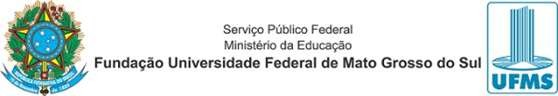 Serviço Público Federal
Ministério da Educação
Fundação Universidade Federal de Mato Grosso do Sul
UFMS